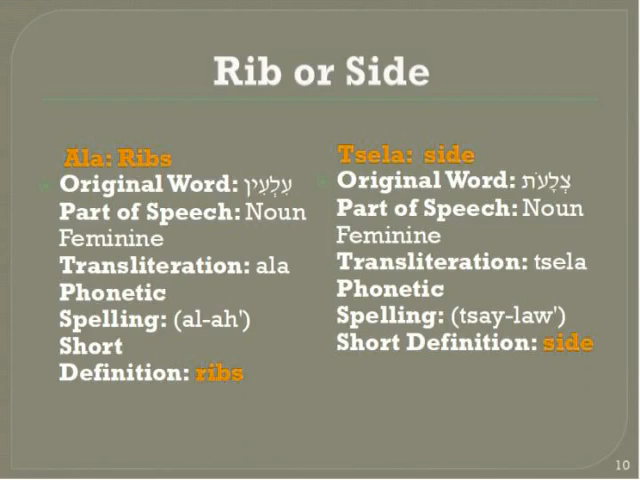 Rib or Side
Ala: Ribs
Original Word: עִלְעִין
Part of Speech: Noun
Feminine
Transliteration: ala
Phonetic
Spelling: (al-ah')
Short
Definition: ribs
Tsela: side
Original Word: צְלָעֹת
Part of Speech: Noun
Feminine
Transliteration: tsela
Phonetic
Spelling: (tsay-law')
Short Definition: side
10